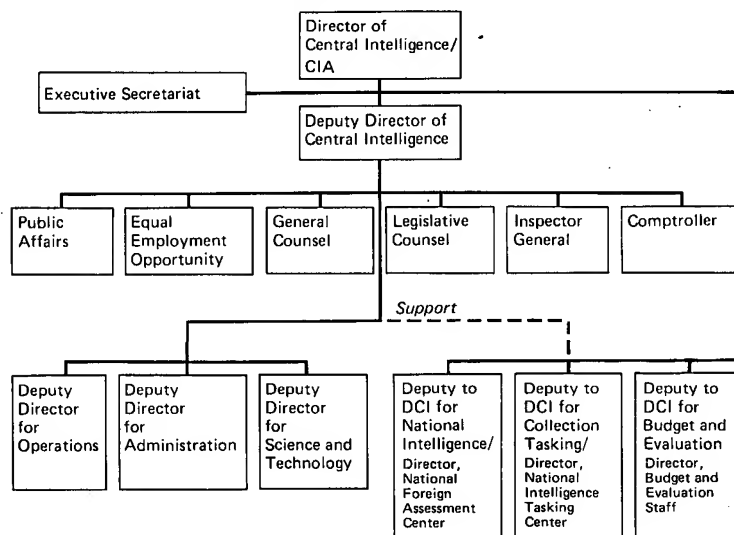 Director of
Central Intelligence/
CIA
Executive Secretariat
Deputy Director of
Central Intelligence
Public
Affairs
Equal
Employment
Opportunity
General
Counsel
Legislative
Counsel
Inspector
General
Comptroller
Support
Deputy
Director
for
Operations
Deputy
Director
for
Administration
Deputy
Director
for
Science and
Technology
Deputy to
DCI for
National
Intelligence/
Director,
National
Foreign
Assessment
Center
Deputy to
DCI for
Collection
Tasking/
Director,
National
Intelligence
Tasking
Center
Deputy to
DCI for
Budget and
Evaluation
Director,
Budget and
Evaluation
Staff